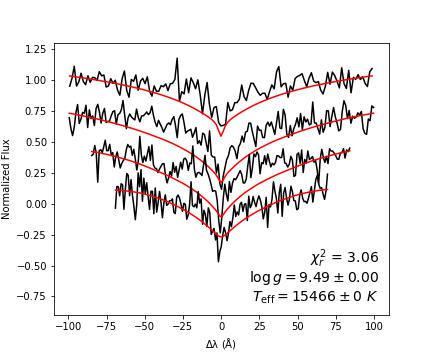 1.25
1.00
0.75
0.50
0.25
0.00
−0.25
−0.50
−0.75
Normalized Flux
χ²ᵣ = 3.06
log g = 9.49 ± 0.00
T_eff = 15466 ± 0 K
−100 −75 −50 −25 0 25 50 75 100
Δλ (Å)